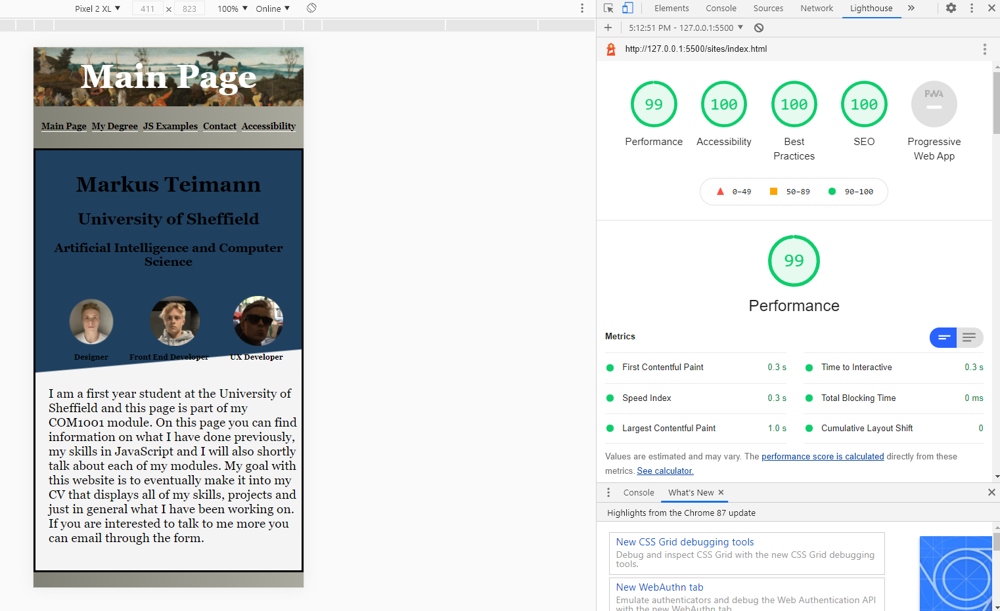 Pixel 2 XL ▼ 411 × 823 100% ▼ Online ▼
Main Page
Main Page My Degree JS Examples Contact Accessibility
Markus Teimann
University of Sheffield
Artificial Intelligence and Computer
Science
Designer Front End Developer UX Developer
I am a first year student at the University of
Sheffield and this page is part of my
COM1001 module. On this page you can find
information on what I have done previously,
my skills in JavaScript and I will also shortly
talk about each of my modules. My goal with
this website is to eventually make it into my
CV that displays all of my skills, projects and
just in general what I have been working on.
If you are interested to talk to me more you
can email through the form.
Elements Console Sources Network Lighthouse »
+ 5:12:51 PM - 127.0.0.1:5500 ▼
http://127.0.0.1:5500/sites/index.html
99 100 100 100 PWA
Performance Accessibility Best Practices SEO Progressive Web App
0–49 50–89 90–100
99
Performance
Metrics
First Contentful Paint 0.3 s Time to Interactive 0.3 s
Speed Index 0.3 s Total Blocking Time 0 ms
Largest Contentful Paint 1.0 s Cumulative Layout Shift 0
Values are estimated and may vary. The performance score is calculated directly from these
metrics. See calculator.
Console What's New ×
Highlights from the Chrome 87 update
New CSS Grid debugging tools
Debug and inspect CSS Grid with the new CSS Grid debugging
tools.
New WebAuthn tab
Emulate authenticators and debug the Web Authentication API
with the new WebAuthn tab